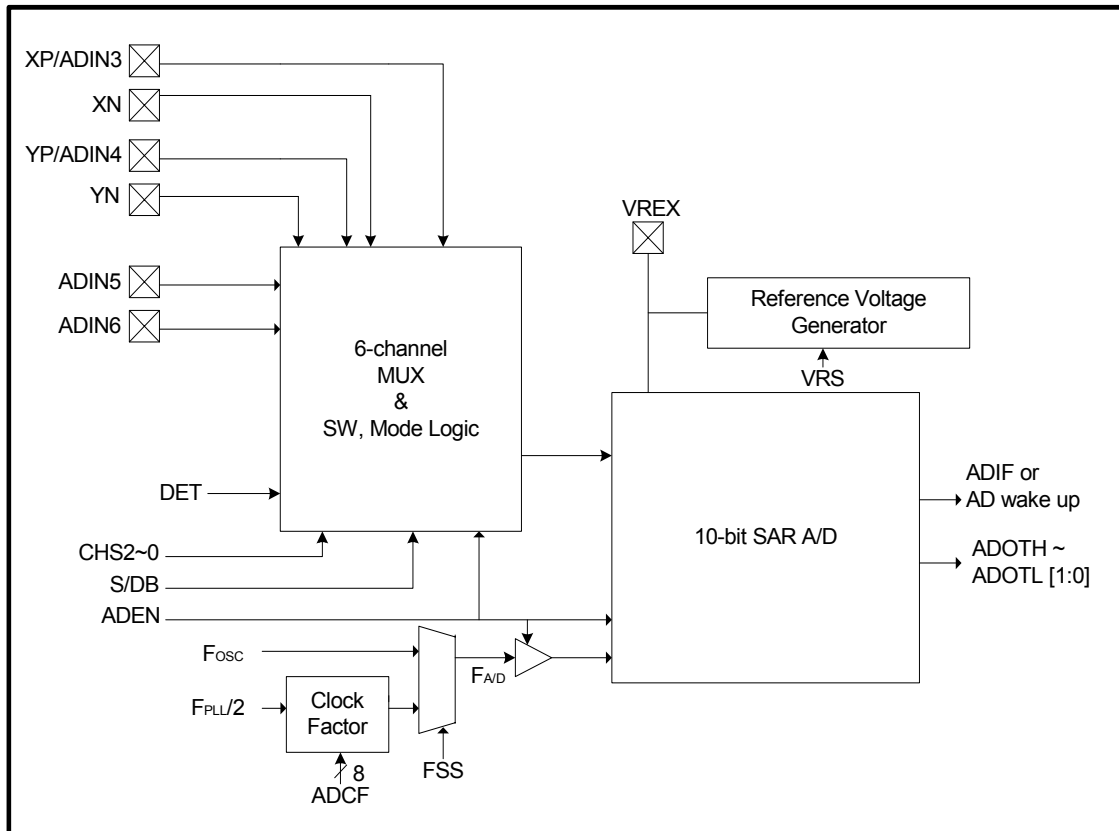 XP/ADIN3
XN
YP/ADIN4
YN
ADIN5
ADIN6
6-channel
MUX
&
SW, Mode Logic
DET
CHS2~0
S/DB
ADEN
VREX
Reference Voltage
Generator
VRS
10-bit SAR A/D
ADIF or
AD wake up
ADOTH ~
ADOTL [1:0]
FOSC
FA/D
FPLL/2
Clock
Factor
8
ADCF
FSS